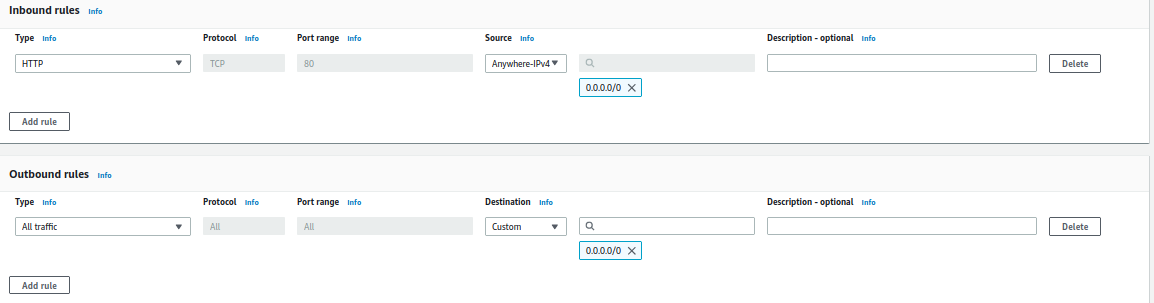 Inbound rules Info
Type Info Protocol Info Port range Info Source Info Description - optional Info
HTTP TCP 80 Anywhere-IPv4 Delete
0.0.0.0/0
Add rule
Outbound rules Info
Type Info Protocol Info Port range Info Destination Info Description - optional Info
All traffic All All Custom Delete
0.0.0.0/0
Add rule